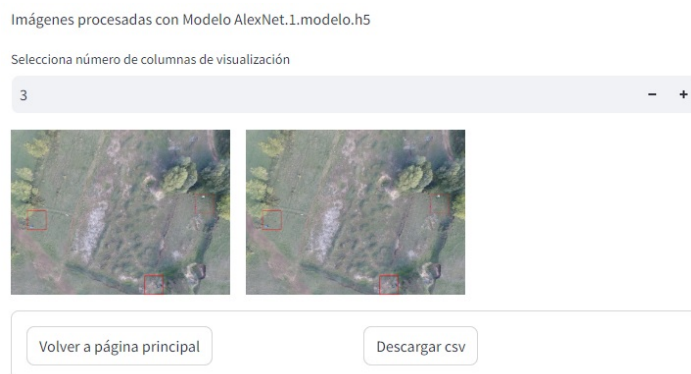 Imágenes procesadas con Modelo AlexNet.1.modelo.h5
Selecciona número de columnas de visualización
3 − +
Volver a página principal Descargar csv